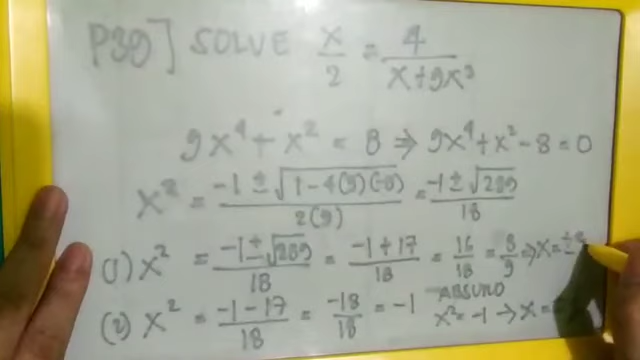 P39] SOLVE x/2 = 4/(x+9x³)
9x⁴ + x² = 8 ⇒ 9x⁴ + x² - 8 = 0
x² = (-1 ± √(1-4(9)(-8)))/2(9) = (-1 ± √289)/18
(1) x² = (-1 ± √289)/18 = (-1+17)/18 = 16/18 = 8/9 ⇒ x = ±
ABSURD
(2) x² = (-1-17)/18 = -18/18 = -1 x² = -1 → x =